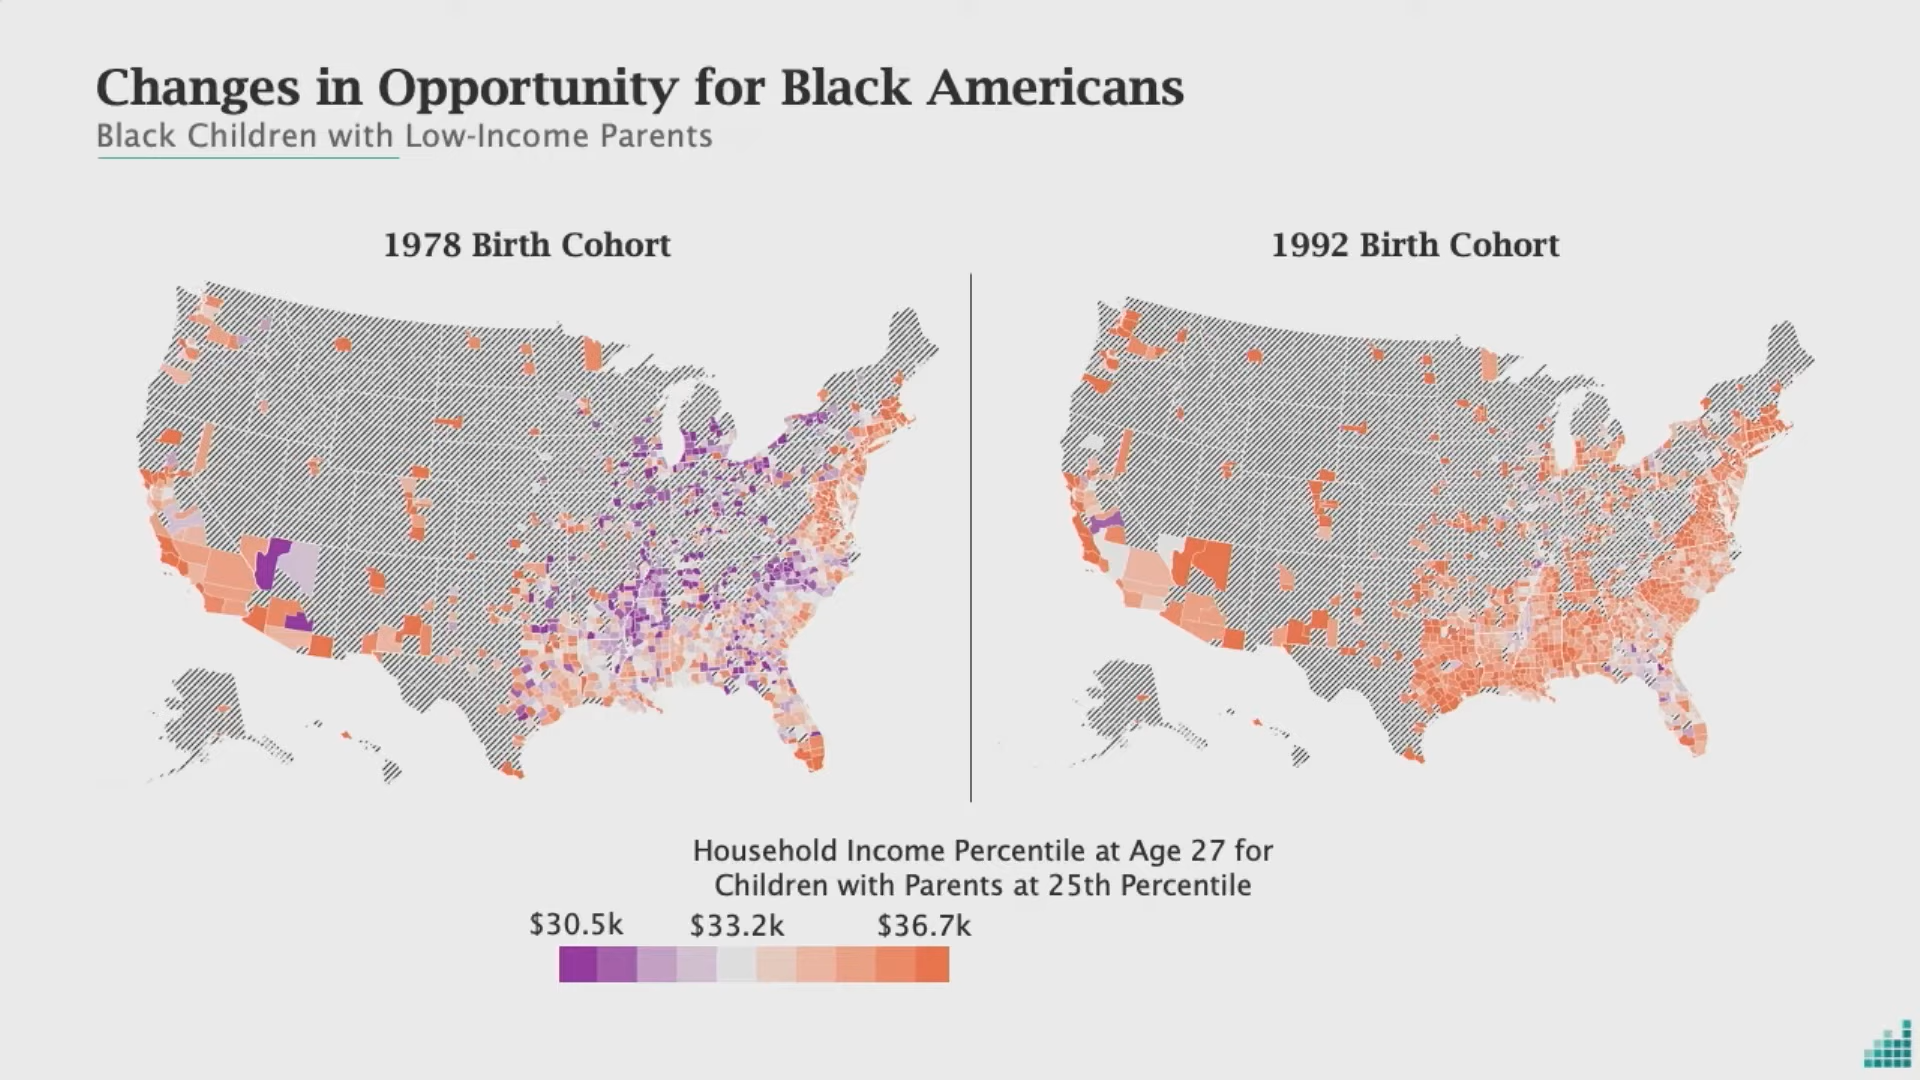 Changes in Opportunity for Black Americans
Black Children with Low-Income Parents
1978 Birth Cohort
1992 Birth Cohort
Household Income Percentile at Age 27 for
Children with Parents at 25th Percentile
$30.5k $33.2k $36.7k